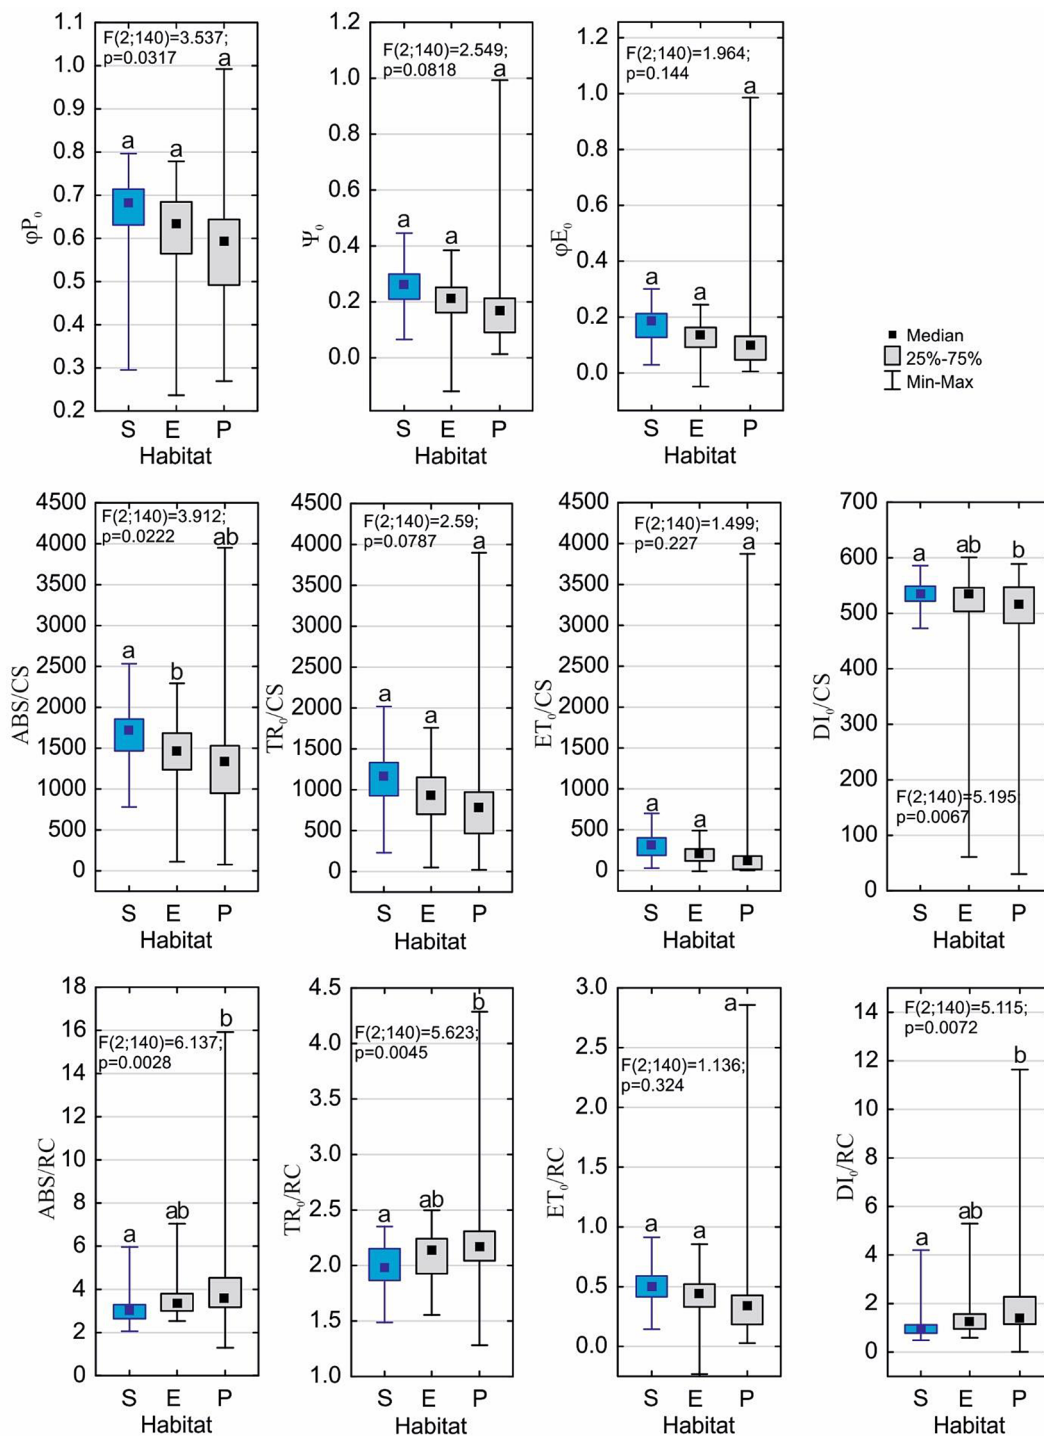 F(2;140)=3.537;
p=0.0317
a
a
a
1.1
1.0
0.9
0.8
0.7
0.6
0.5
0.4
0.3
0.2
φP₀
S E P
Habitat
F(2;140)=2.549;
p=0.0818
a
a
a
1.2
1.0
0.8
0.6
0.4
0.2
0.0
Ψ₀
S E P
Habitat
F(2;140)=1.964;
p=0.144
a
a
a
1.2
1.0
0.8
0.6
0.4
0.2
0.0
φE₀
S E P
Habitat
Median
25%-75%
Min-Max
F(2;140)=3.912;
p=0.0222
ab
a
b
4500
4000
3500
3000
2500
2000
1500
1000
500
0
ABS/CS
S E P
Habitat
F(2;140)=2.59;
p=0.0787
a
a
a
4500
4000
3500
3000
2500
2000
1500
1000
500
0
TR₀/CS
S E P
Habitat
F(2;140)=1.499;
p=0.227
a
a
a
4500
4000
3500
3000
2500
2000
1500
1000
500
0
ET₀/CS
S E P
Habitat
a ab b
F(2;140)=5.195;
p=0.0067
700
600
500
400
300
200
100
0
DI₀/CS
S E P
Habitat
F(2;140)=6.137;
p=0.0028
b
ab
a
18
16
14
12
10
8
6
4
2
0
ABS/RC
S E P
Habitat
F(2;140)=5.623;
p=0.0045
b
ab
a
4.5
4.0
3.5
3.0
2.5
2.0
1.5
1.0
TR₀/RC
S E P
Habitat
a
F(2;140)=1.136;
p=0.324
a
a
3.0
2.5
2.0
1.5
1.0
0.5
0.0
ET₀/RC
S E P
Habitat
F(2;140)=5.115;
p=0.0072
b
ab
a
14
12
10
8
6
4
2
0
DI₀/RC
S E P
Habitat